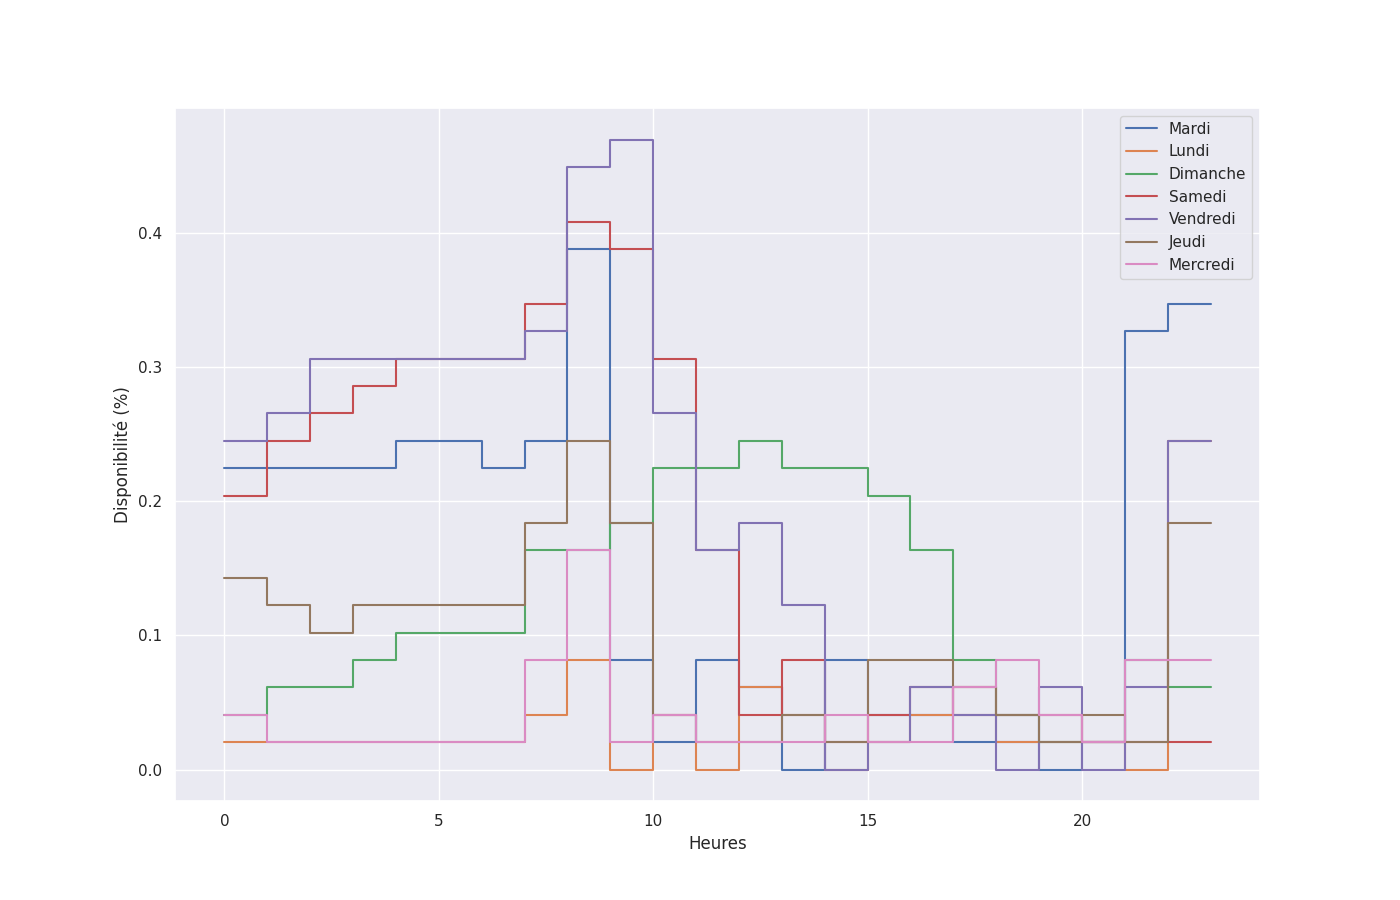 Mardi
Lundi
Dimanche
Samedi
Vendredi
Jeudi
Mercredi
0.4
0.3
0.2
0.1
0.0
Disponibilité (%)
0 5 10 15 20
Heures